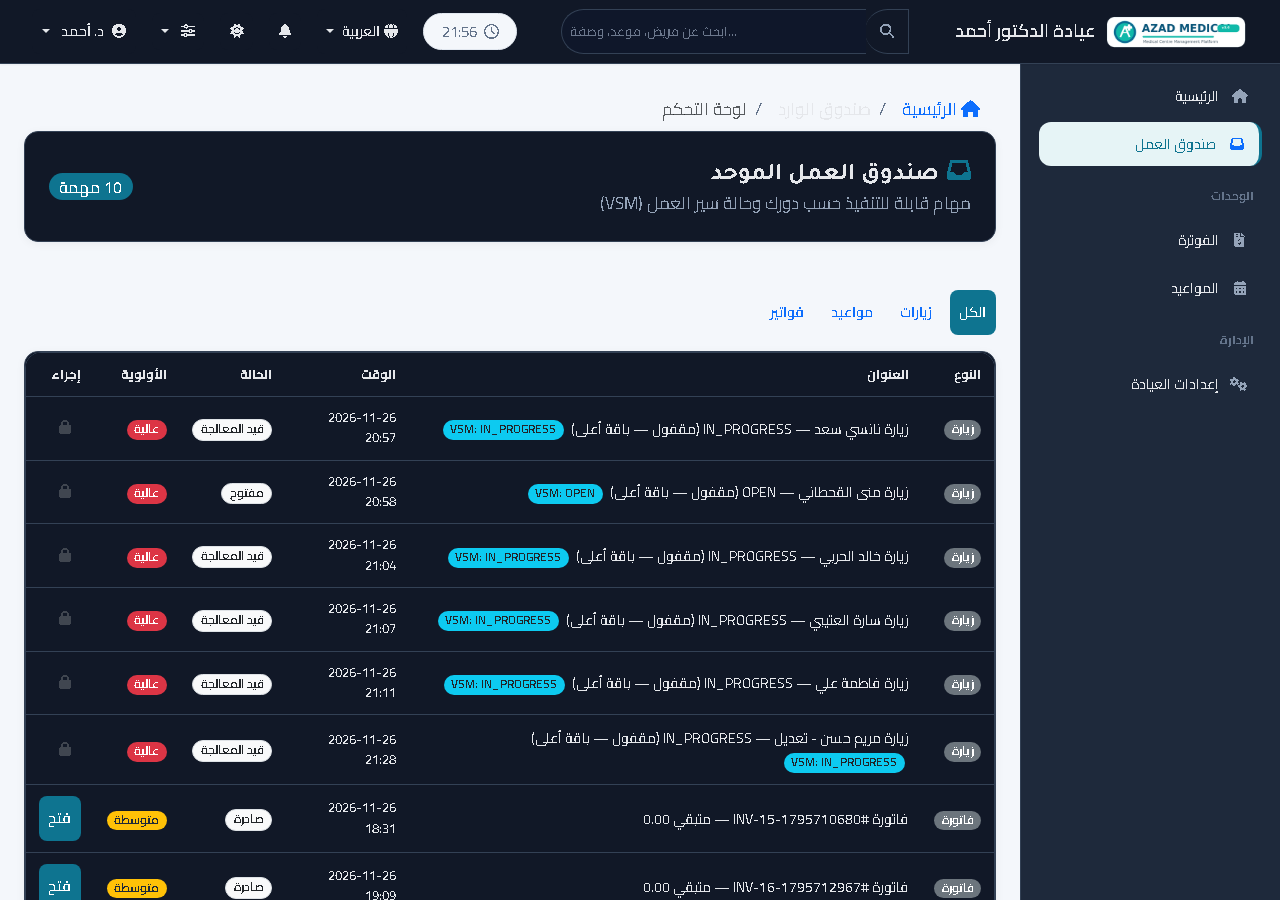 AZAD MEDIC
Medical Center Management Platform
عيادة الدكتور أحمد
ابحث عن مريض، موعد، وصفة...
21:56
العربية
د. أحمد
الرئيسية
صندوق العمل
الوحدات
الفوترة
المواعيد
الإدارة
إعدادات العيادة
الرئيسية / صندوق الوارد / لوحة التحكم
صندوق العمل الموحد
مهام قابلة للتنفيذ حسب دورك وحالة سير العمل (VSM)
10 مهمة
الكل زيارات مواعيد فواتير
النوع العنوان الوقت الحالة الأولوية إجراء
زيارة زيارة نانسي سعد — IN_PROGRESS (مقفول — باقة أعلى) VSM: IN_PROGRESS 2026-11-26 20:57 قيد المعالجة عالية
زيارة زيارة منى القحطاني — OPEN (مقفول — باقة أعلى) VSM: OPEN 2026-11-26 20:58 مفتوح عالية
زيارة زيارة خالد الحربي — IN_PROGRESS (مقفول — باقة أعلى) VSM: IN_PROGRESS 2026-11-26 21:04 قيد المعالجة عالية
زيارة زيارة سارة العتيبي — IN_PROGRESS (مقفول — باقة أعلى) VSM: IN_PROGRESS 2026-11-26 21:07 قيد المعالجة عالية
زيارة زيارة فاطمة علي — IN_PROGRESS (مقفول — باقة أعلى) VSM: IN_PROGRESS 2026-11-26 21:11 قيد المعالجة عالية
زيارة زيارة مريم حسن - تعديل — IN_PROGRESS (مقفول — باقة أعلى) VSM: IN_PROGRESS 2026-11-26 21:28 قيد المعالجة عالية
فاتورة فاتورة #INV-15-1795710680 — متبقي 0.00 2026-11-26 18:31 صادرة متوسطة فتح
فاتورة فاتورة #INV-16-1795712967 — متبقي 0.00 2026-11-26 19:09 صادرة متوسطة فتح